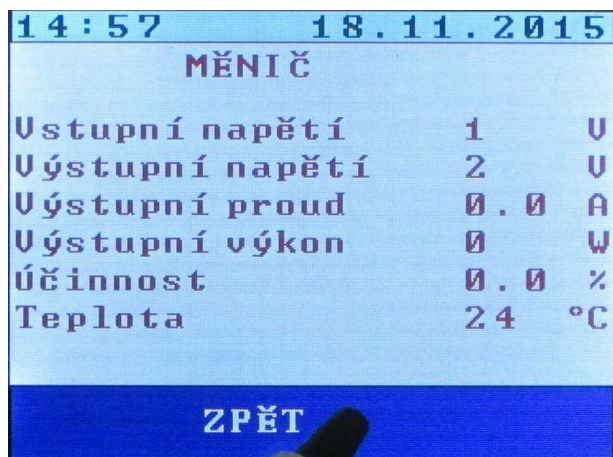 14:57 18.11.2015
MĚNIČ
Vstupní napětí 1 V
Výstupní napětí 2 V
Výstupní proud 0.0 A
Výstupní výkon 0 W
Účinnost 0.0 %
Teplota 24 °C
ZPĚT